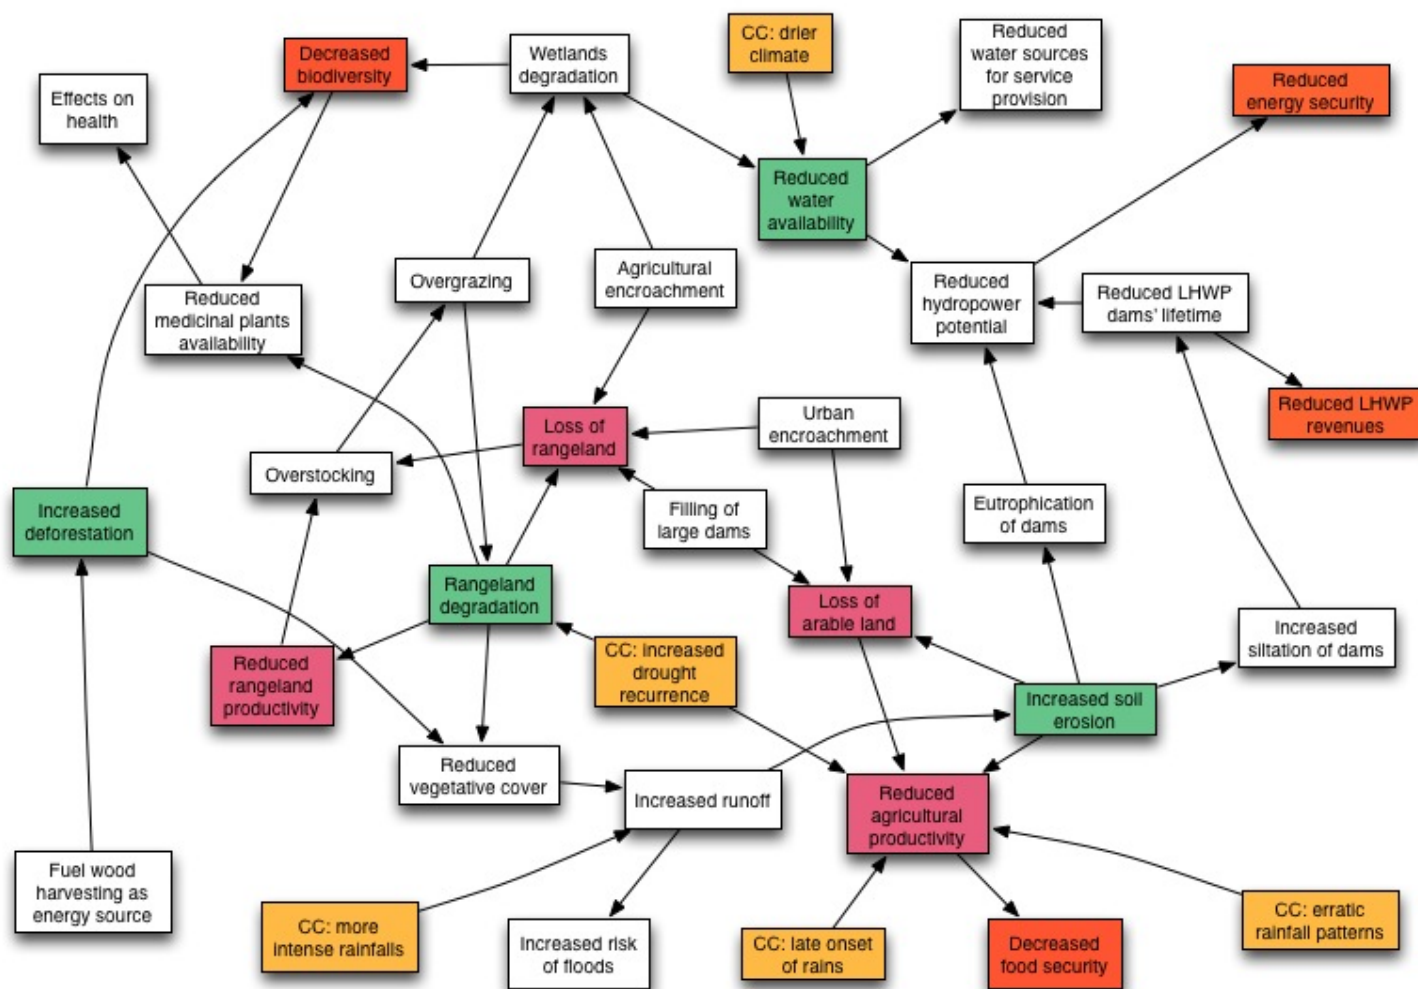 Decreased
biodiversity
Wetlands
degradation
CC: drier
climate
Reduced
water sources
for service
provision
Reduced
energy security
Effects on
health
Reduced
water
availability
Overgrazing
Agricultural
encroachment
Reduced
hydropower
potential
Reduced LHWP
dams' lifetime
Reduced
medicinal plants
availability
Reduced LHWP
revenues
Loss of
rangeland
Urban
encroachment
Overstocking
Increased
deforestation
Filling of
large dams
Eutrophication
of dams
Rangeland
degradation
Loss of
arable land
Increased
siltation of dams
Reduced
rangeland
productivity
CC: increased
drought
recurrence
Increased soil
erosion
Reduced
vegetative cover
Increased runoff
Reduced
agricultural
productivity
Fuel wood
harvesting as
energy source
CC: more
intense rainfalls
Increased risk
of floods
CC: late onset
of rains
Decreased
food security
CC: erratic
rainfall patterns